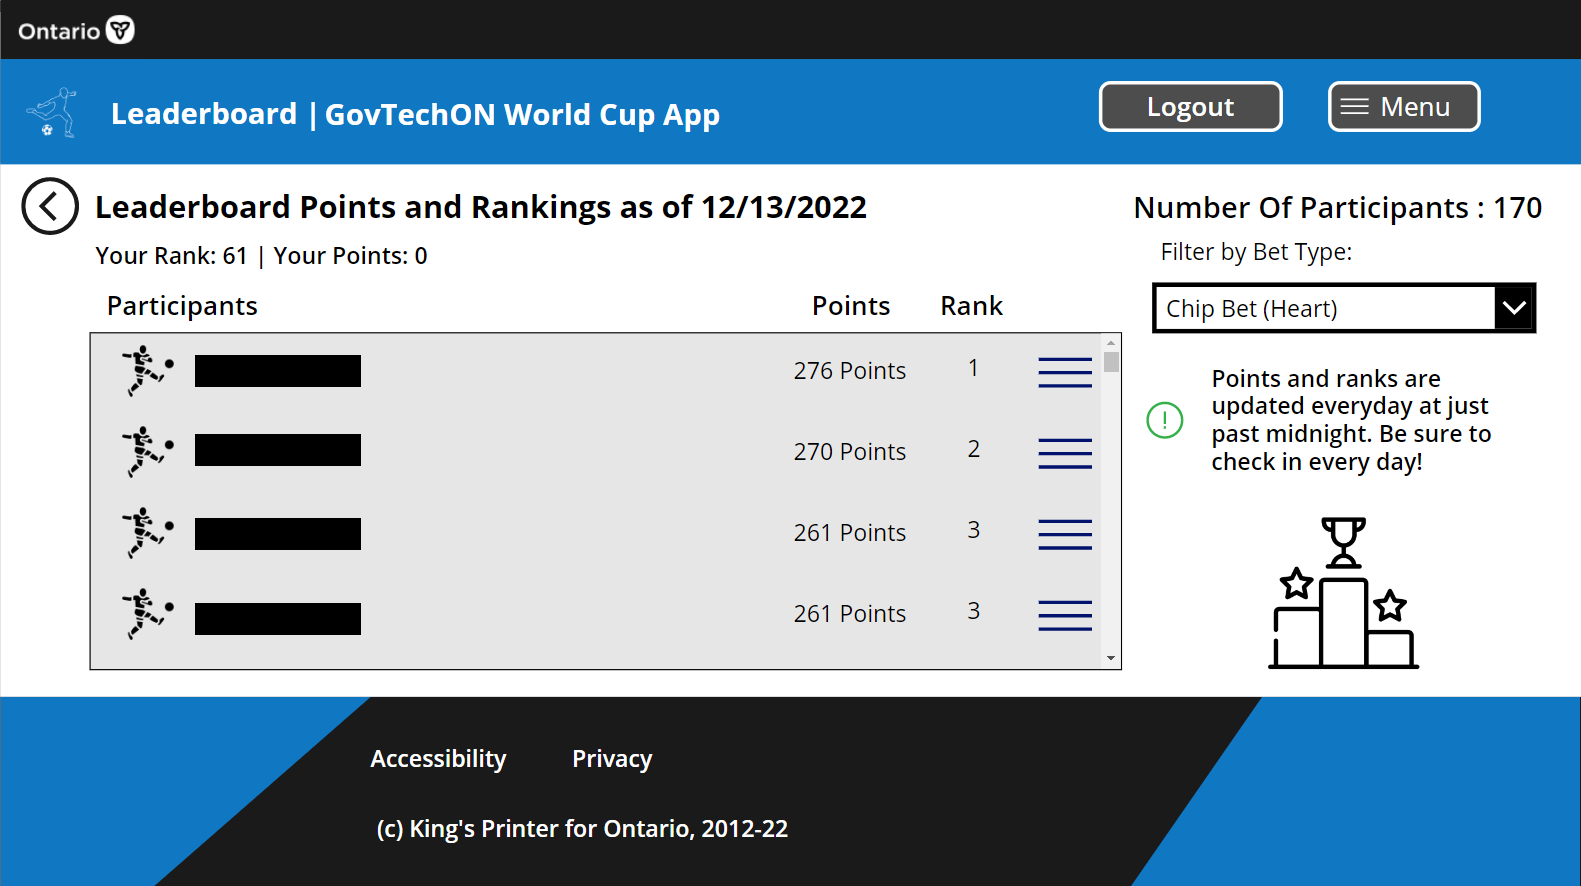 Ontario
Leaderboard | GovTechON World Cup App
Logout
Menu
Leaderboard Points and Rankings as of 12/13/2022
Your Rank: 61 | Your Points: 0
Number Of Participants : 170
Filter by Bet Type:
Chip Bet (Heart)
Participants Points Rank
276 Points 1
270 Points 2
261 Points 3
261 Points 3
Points and ranks are
updated everyday at just
past midnight. Be sure to
check in every day!
Accessibility Privacy
(c) King's Printer for Ontario, 2012-22